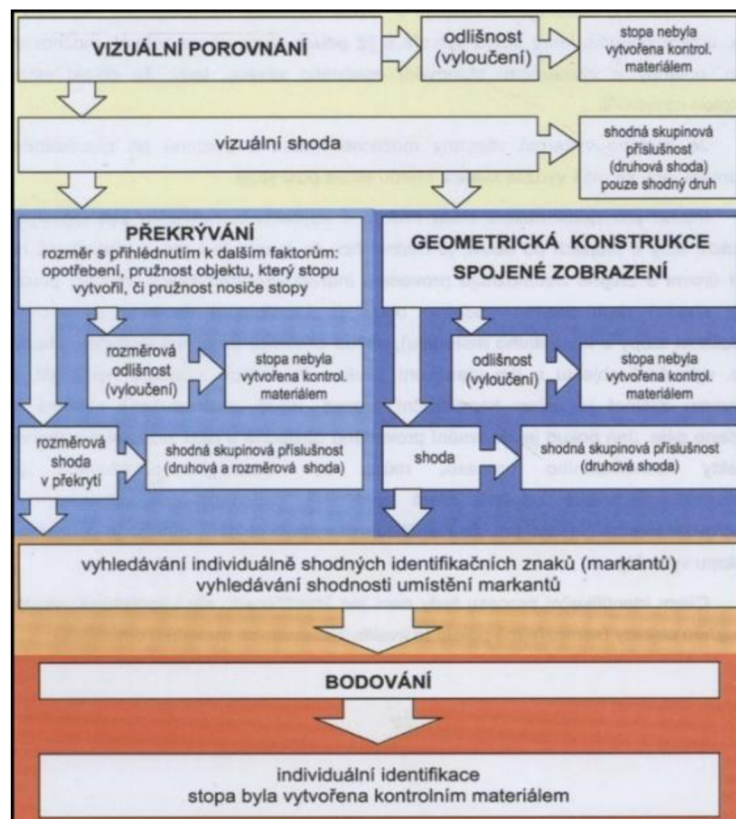 VIZUÁLNÍ POROVNÁNÍ
odlišnost
(vyloučení)
stopa nebyla
vytvořena kontrol.
materiálem
vizuální shoda
shodná skupinová
příslušnost
(druhová shoda)
pouze shodný druh
PŘEKRÝVÁNÍ
rozměr s přihlédnutím k dalším faktorům:
opotřebení, pružnost objektu, který stopu
vytvořil, či pružnost nosiče stopy
rozměrová
odlišnost
(vyloučení)
stopa nebyla
vytvořena kontrol.
materiálem
rozměrová
shoda
v překrytí
shodná skupinová příslušnost
(druhová a rozměrová shoda)
GEOMETRICKÁ KONSTRUKCE
SPOJENÉ ZOBRAZENÍ
odlišnost
(vyloučení)
stopa nebyla
vytvořena kontrol.
materiálem
shoda
shodná skupinová příslušnost
(druhová shoda)
vyhledávání individuálně shodných identifikačních znaků (markantů)
vyhledávání shodnosti umístění markantů
BODOVÁNÍ
individuální identifikace
stopa byla vytvořena kontrolním materiálem